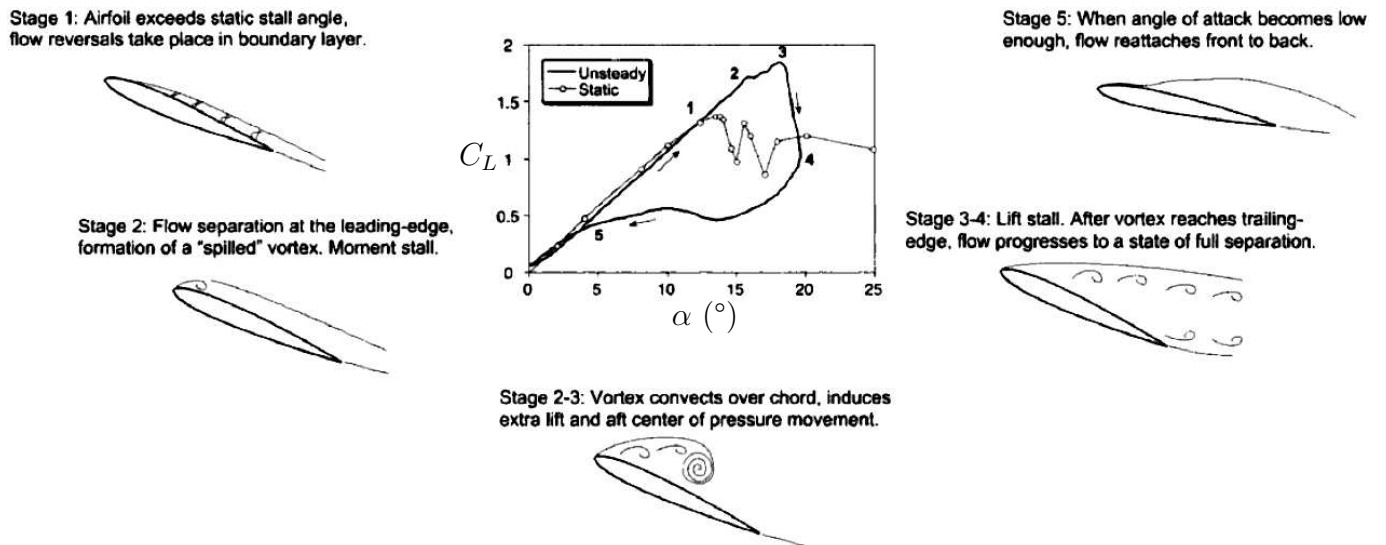 Stage 1: Airfoil exceeds static stall angle,
flow reversals take place in boundary layer.
Stage 5: When angle of attack becomes low
enough, flow reattaches front to back.
2
1.5
C_L 1
0.5
0
Unsteady
Static
1
2
3
4
5
0 5 10 15 20 25
α (°)
Stage 2: Flow separation at the leading-edge,
formation of a "spilled" vortex. Moment stall.
Stage 3-4: Lift stall. After vortex reaches trailing-
edge, flow progresses to a state of full separation.
Stage 2-3: Vortex convects over chord, induces
extra lift and aft center of pressure movement.